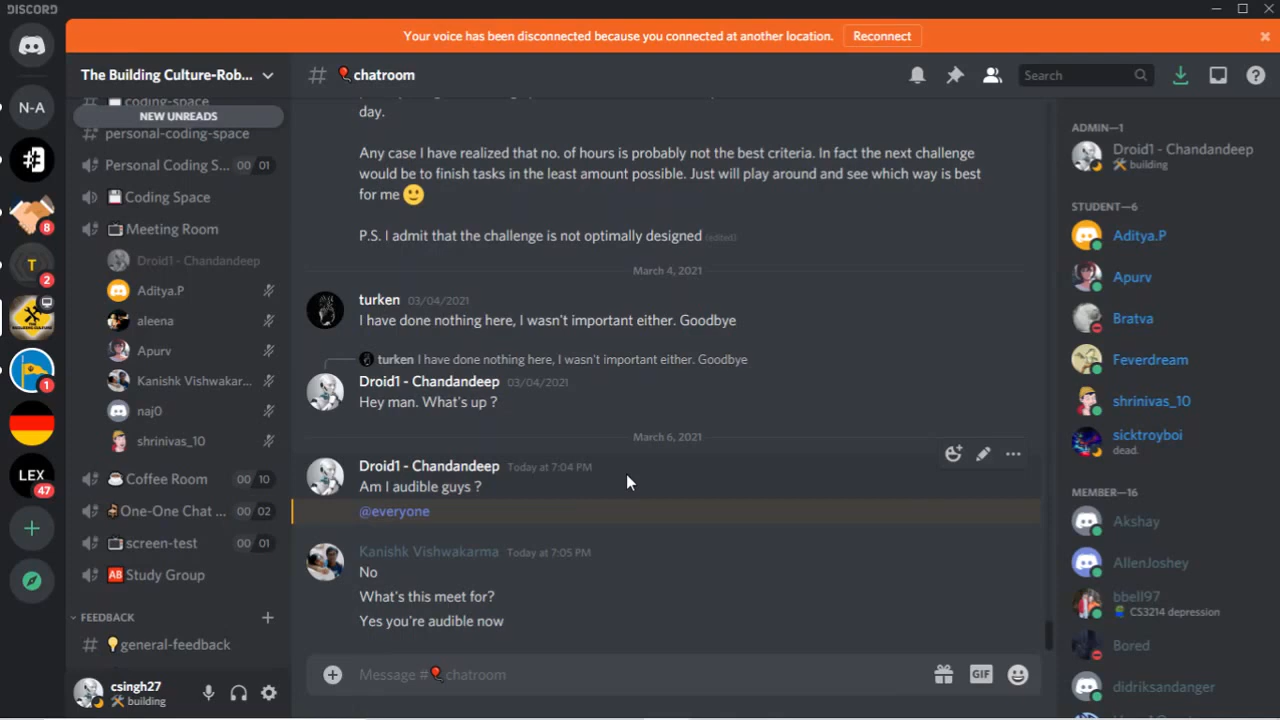 DISCORD
Your voice has been disconnected because you connected at another location.
Reconnect
The Building Culture-Rob...
coding-space
NEW UNREADS
personal-coding-space
Personal Coding S... 00 01
Coding Space
Meeting Room
Droid1 - Chandandeep
Aditya.P
aleena
Apurv
Kanishk Vishwakar...
naj0
shrinivas_10
Coffee Room 00 10
One-One Chat ... 00 02
screen-test 00 01
Study Group
FEEDBACK
general-feedback
csingh27
building
N-A
8
T
2
1
LEX
47
# chatroom
Search
day.
Any case I have realized that no. of hours is probably not the best criteria. In fact the next challenge
would be to finish tasks in the least amount possible. Just will play around and see which way is best
for me 🙂
P.S. I admit that the challenge is not optimally designed (edited)
March 4, 2021
turken 03/04/2021
I have done nothing here, I wasn't important either. Goodbye
turken I have done nothing here, I wasn't important either. Goodbye
Droid1 - Chandandeep 03/04/2021
Hey man. What's up ?
March 6, 2021
Droid1 - Chandandeep Today at 7:04 PM
Am I audible guys ?
@everyone
Kanishk Vishwakarma Today at 7:05 PM
No
What's this meet for?
Yes you're audible now
Message #chatroom
GIF
ADMIN—1
Droid1 - Chandandeep
building
STUDENT—6
Aditya.P
Apurv
Bratva
Feverdream
shrinivas_10
sicktroyboi
dead.
MEMBER—16
Akshay
AllenJoshey
bbell97
CS3214 depression
Bored
didriksandanger